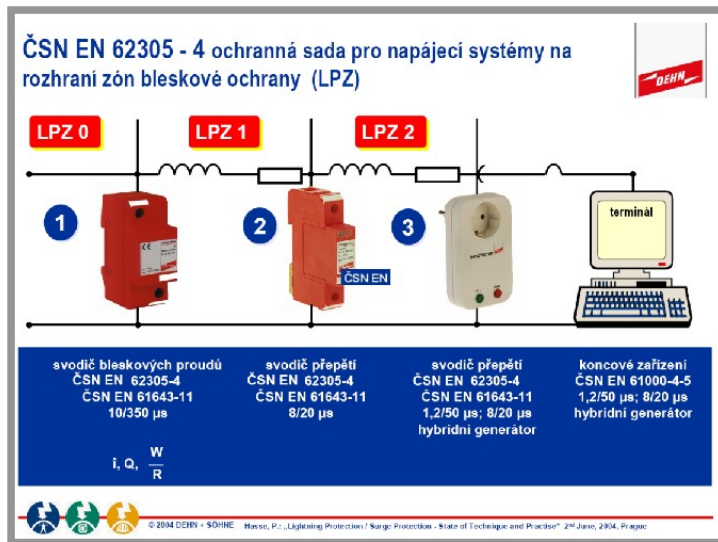 ČSN EN 62305 - 4 ochranná sada pro napájecí systémy na
rozhraní zón bleskové ochrany (LPZ)
DEHN
LPZ 0
LPZ 1
LPZ 2
1
2
3
terminál
ČSN EN
svodič bleskových proudů
ČSN EN 62305-4
ČSN EN 61643-11
10/350 µs
i, Q, W
R
svodič přepětí
ČSN EN 62305-4
ČSN EN 61643-11
8/20 µs
svodič přepětí
ČSN EN 62305-4
ČSN EN 61643-11
1,2/50 µs; 8/20 µs
hybridní generátor
koncové zařízení
ČSN EN 61000-4-5
1,2/50 µs; 8/20 µs
hybridní generátor
© 2004 DEHN + SÖHNE Hasse, P.: „Lightning Protection / Surge Protection - State of Technique and Practise“ 2nd June, 2004, Prague